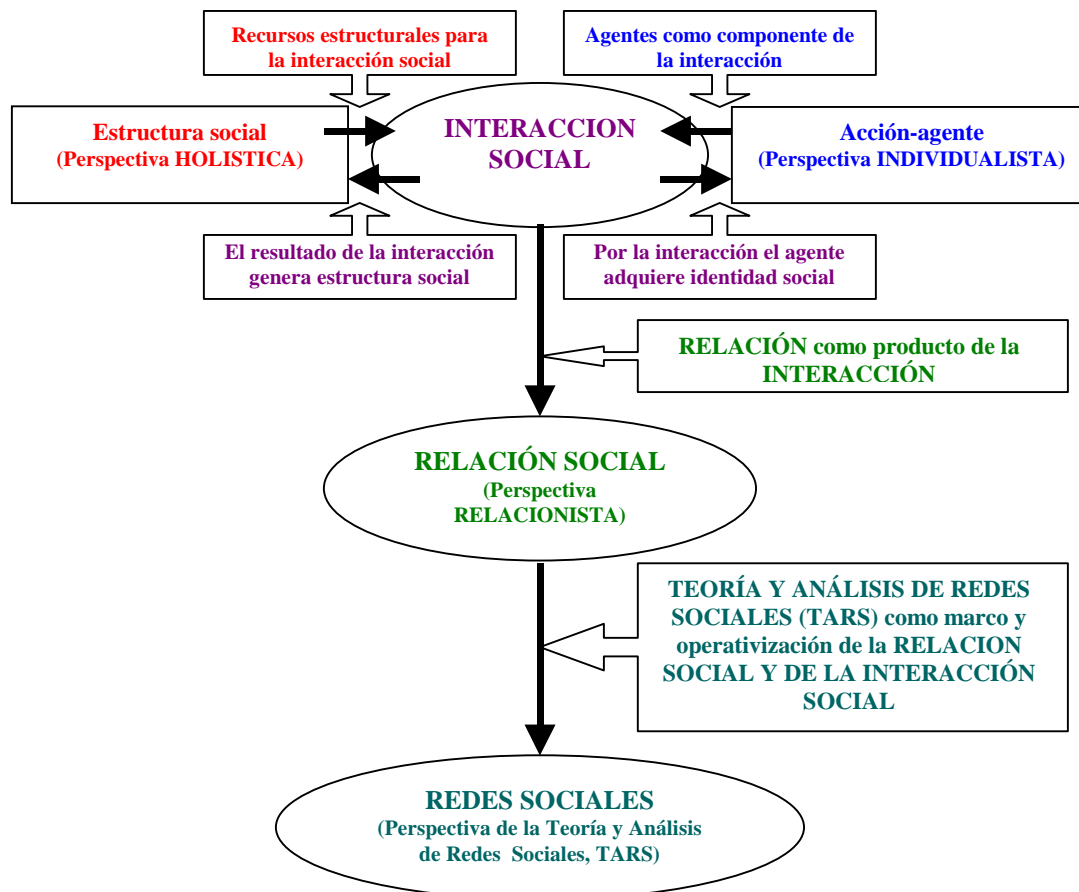 Recursos estructurales para
la interacción social
Agentes como componente de
la interacción
Estructura social
(Perspectiva HOLISTICA)
INTERACCION
SOCIAL
Acción-agente
(Perspectiva INDIVIDUALISTA)
El resultado de la interacción
genera estructura social
Por la interacción el agente
adquiere identidad social
RELACIÓN como producto de la
INTERACCIÓN
RELACIÓN SOCIAL
(Perspectiva
RELACIONISTA)
TEORÍA Y ANÁLISIS DE REDES
SOCIALES (TARS) como marco y
operativización de la RELACION
SOCIAL Y DE LA INTERACCIÓN
SOCIAL
REDES SOCIALES
(Perspectiva de la Teoría y Análisis
de Redes Sociales, TARS)